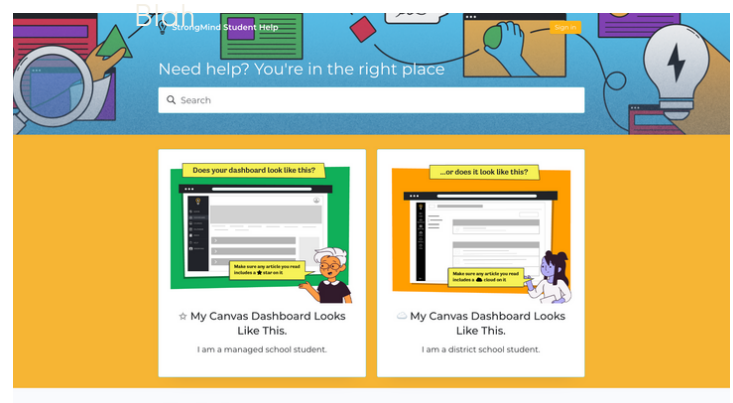 Blah
StrongMind Student Help
Sign in
Need help? You're in the right place
Search
Does your dashboard look like this?
Make sure any article you read
includes a ★ star on it
☆ My Canvas Dashboard Looks
Like This.
I am a managed school student.
...or does it look like this?
Make sure any article you read
includes a ☁ cloud on it
☁ My Canvas Dashboard Looks
Like This.
I am a district school student.